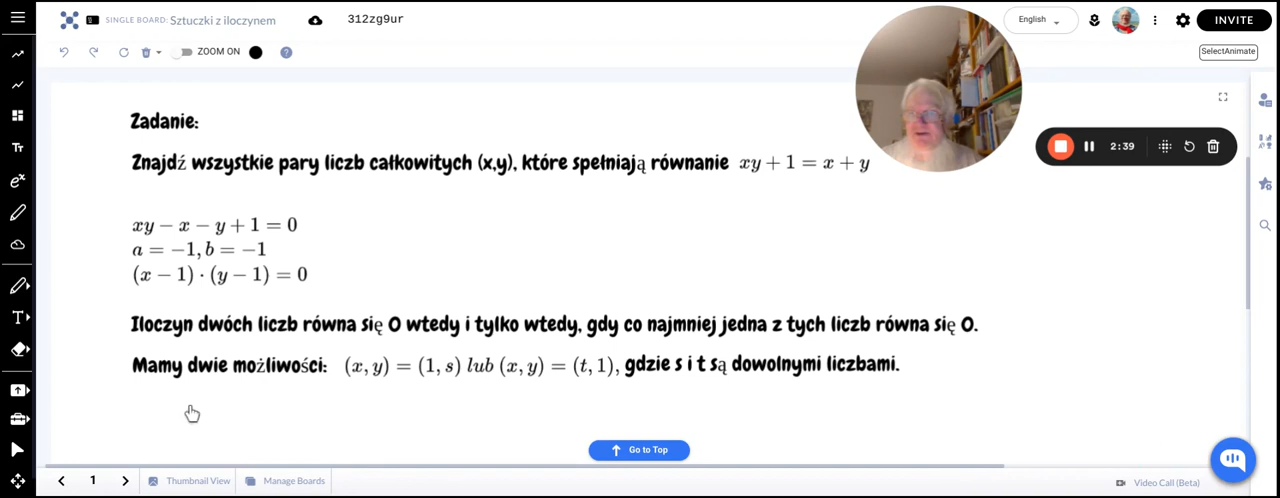 SINGLE BOARD: Sztuczki z iloczynem
312zg9ur
English
INVITE
ZOOM ON
SelectAnimate
Zadanie:
Znajdź wszystkie pary liczb całkowitych (x,y), które spełniają równanie xy + 1 = x + y
2:39
xy − x − y + 1 = 0
a = −1, b = −1
(x − 1) · (y − 1) = 0
Iloczyn dwóch liczb równa się 0 wtedy i tylko wtedy, gdy co najmniej jedna z tych liczb równa się 0.
Mamy dwie możliwości: (x, y) = (1, s) lub (x, y) = (t, 1), gdzie s i t są dowolnymi liczbami.
Go to Top
1
Thumbnail View
Manage Boards
Video Call (Beta)